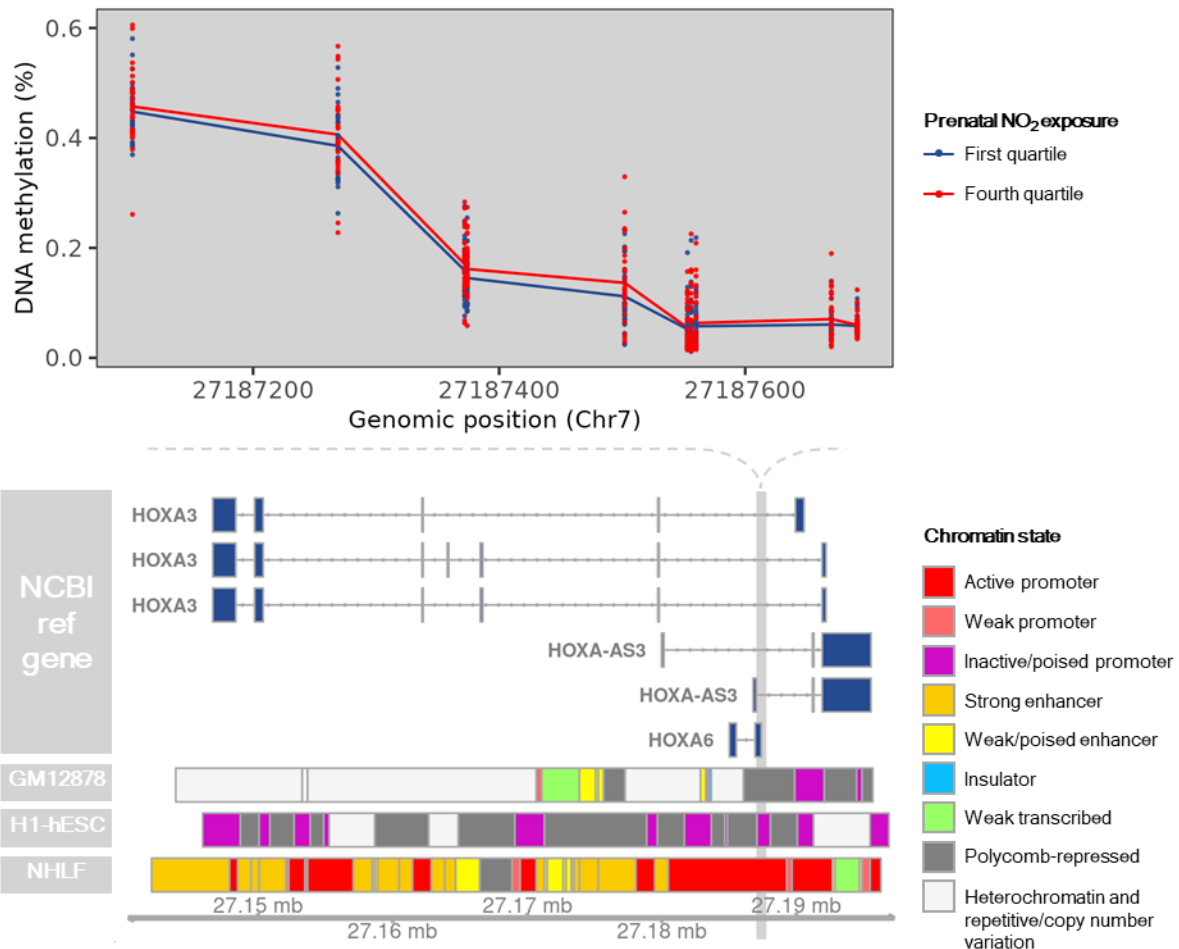 0.6
0.4
0.2
0.0
DNA methylation (%)
27187200
27187400
27187600
Genomic position (Chr7)
Prenatal NO₂ exposure
First quartile
Fourth quartile
NCBI
ref
gene
HOXA3
HOXA3
HOXA3
HOXA-AS3
HOXA-AS3
HOXA6
GM12878
H1-hESC
NHLF
27.15 mb
27.17 mb
27.19 mb
27.16 mb
27.18 mb
Chromatin state
Active promoter
Weak promoter
Inactive/poised promoter
Strong enhancer
Weak/poised enhancer
Insulator
Weak transcribed
Polycomb-repressed
Heterochromatin and
repetitive/copy number
variation